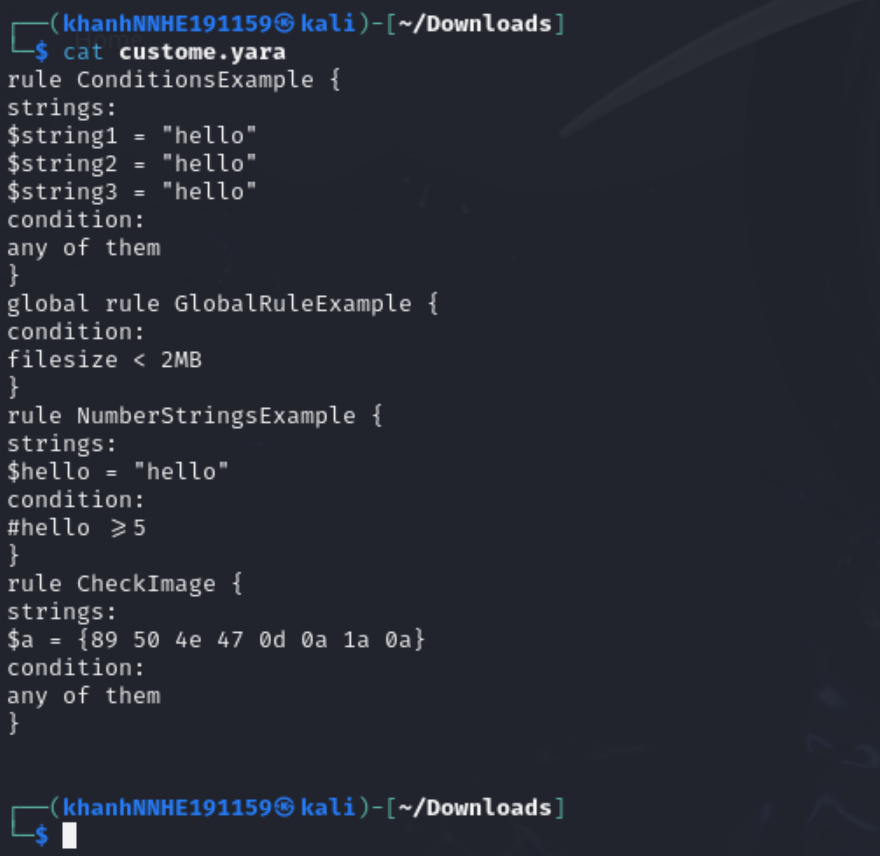 ┌──(khanhNNHE191159㉿kali)-[~/Downloads]
└─$ cat custome.yara
rule ConditionsExample {
strings:
$string1 = "hello"
$string2 = "hello"
$string3 = "hello"
condition:
any of them
}
global rule GlobalRuleExample {
condition:
filesize < 2MB
}
rule NumberStringsExample {
strings:
$hello = "hello"
condition:
#hello >=5
}
rule CheckImage {
strings:
$a = {89 50 4e 47 0d 0a 1a 0a}
condition:
any of them
}
┌──(khanhNNHE191159㉿kali)-[~/Downloads]
└─$